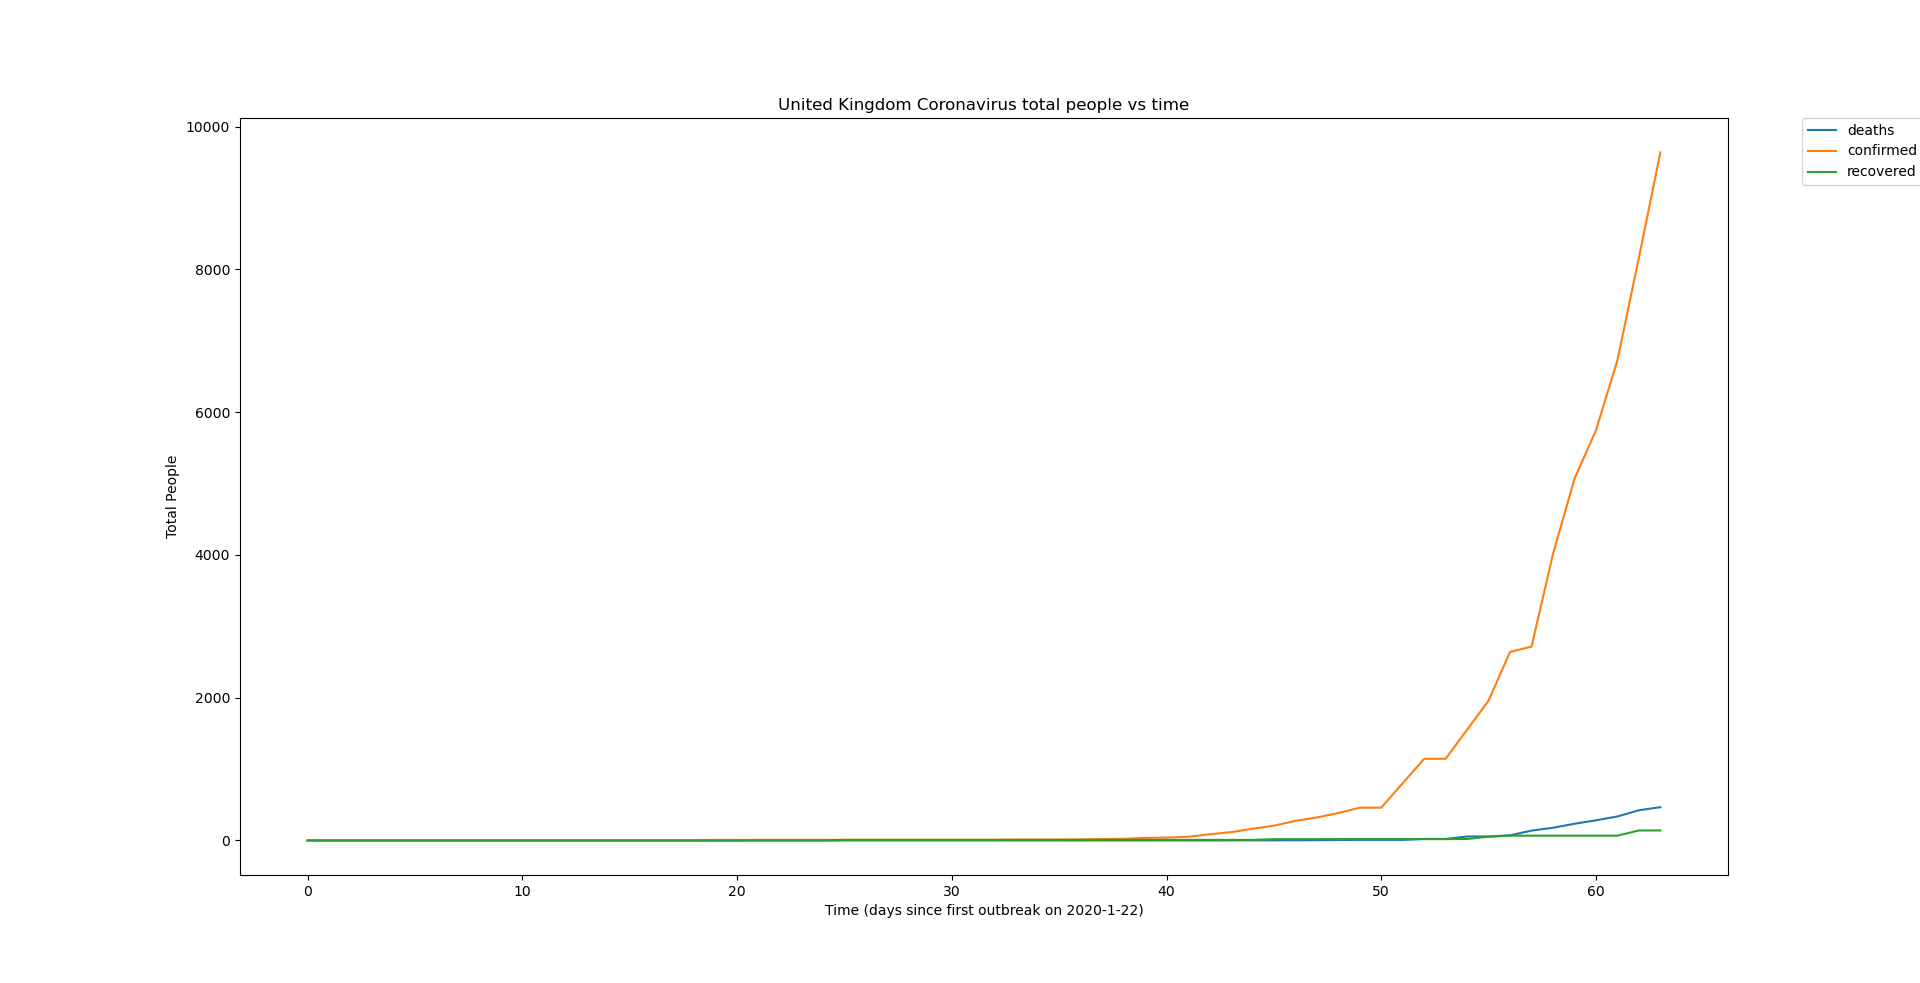 United Kingdom Coronavirus total people vs time
10000
8000
6000
4000
2000
0
Total People
0 10 20 30 40 50 60
Time (days since first outbreak on 2020-1-22)
deaths
confirmed
recovered